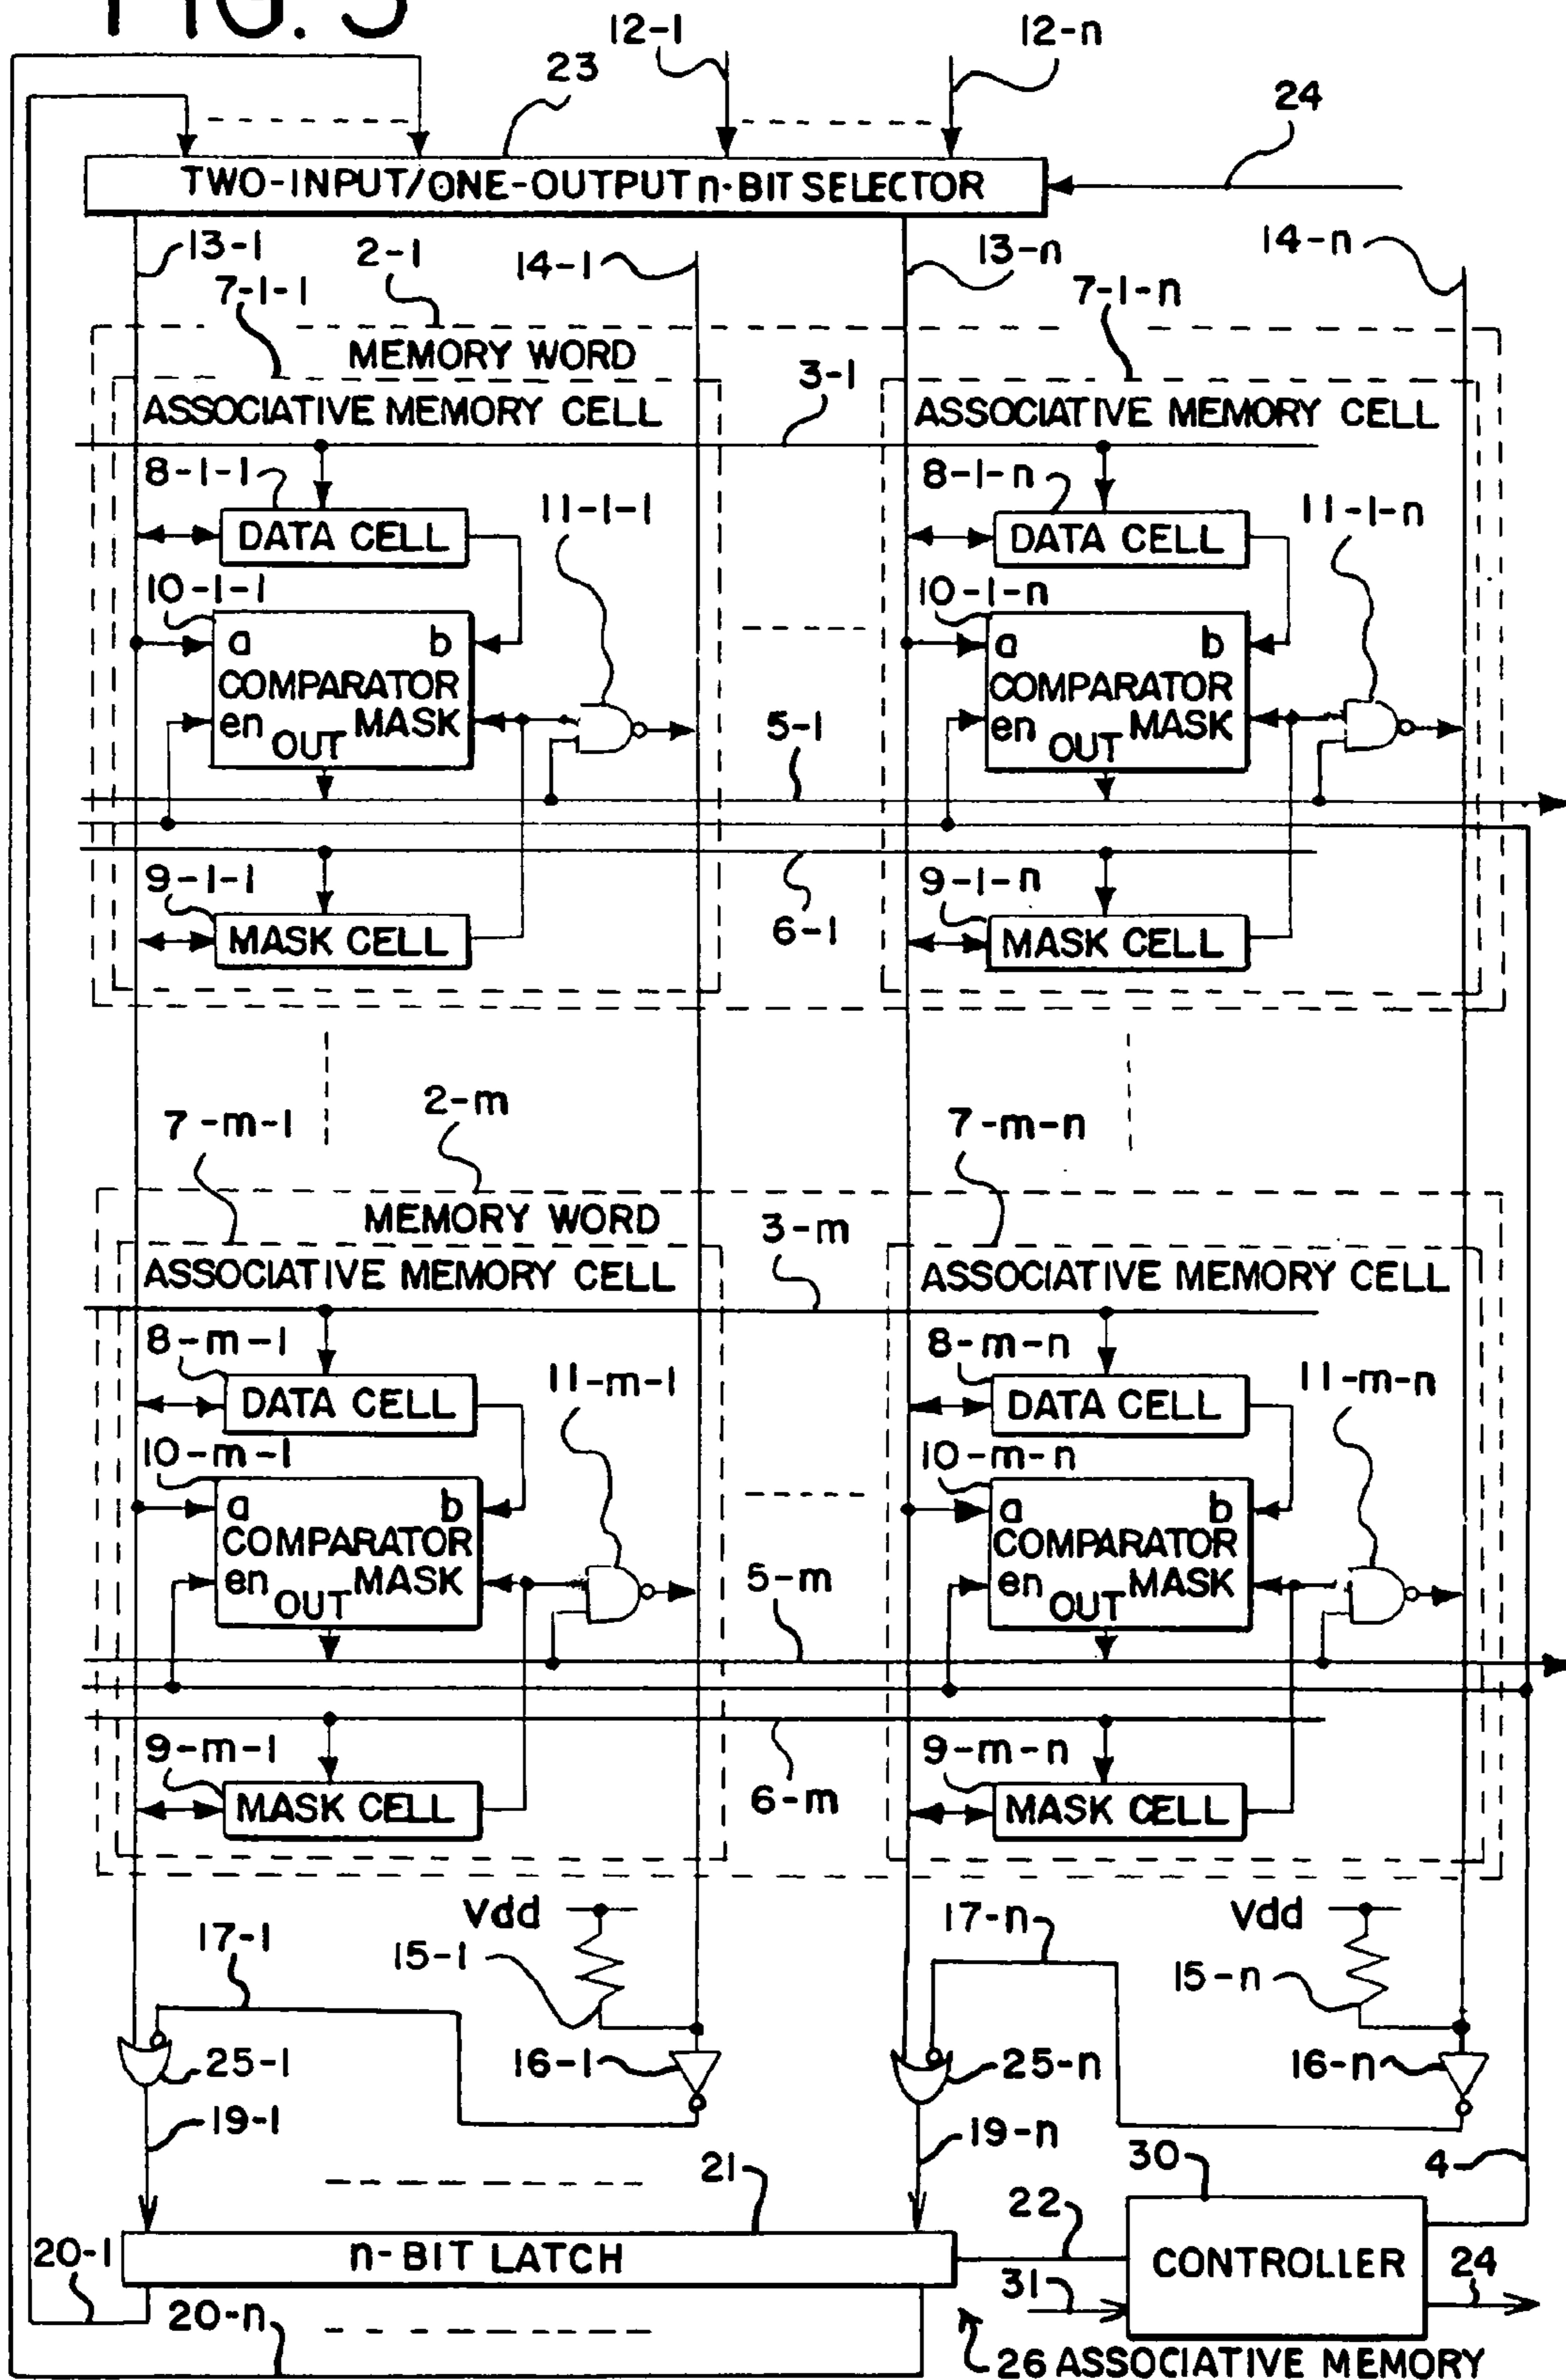 FIG. 5
12-1
12-n
23
24
TWO-INPUT/ONE-OUTPUT n-BIT SELECTOR
13-1
2-1
14-1
13-n
14-n
7-1-1
7-1-n
MEMORY WORD
3-1
ASSOCIATIVE MEMORY CELL
ASSOCIATIVE MEMORY CELL
8-1-1
11-1-1
8-1-n
11-1-n
DATA CELL
DATA CELL
10-1-1
10-1-n
a b
a b
COMPARATOR
COMPARATOR
en MASK
en MASK
OUT
OUT
5-1
9-1-1
6-1
9-1-n
MASK CELL
MASK CELL
7-m-1
2-m
7-m-n
MEMORY WORD
3-m
ASSOCIATIVE MEMORY CELL
ASSOCIATIVE MEMORY CELL
8-m-1
11-m-1
8-m-n
11-m-n
DATA CELL
DATA CELL
10-m-1
10-m-n
a b
a b
COMPARATOR
COMPARATOR
en MASK
en MASK
OUT
OUT
5-m
9-m-1
6-m
9-m-n
MASK CELL
MASK CELL
Vdd
Vdd
17-1
15-1
17-n
15-n
25-1
16-1
25-n
16-n
19-1
19-n
21
30
4
22
n-BIT LATCH
CONTROLLER
20-1
31
24
20-n
26 ASSOCIATIVE MEMORY